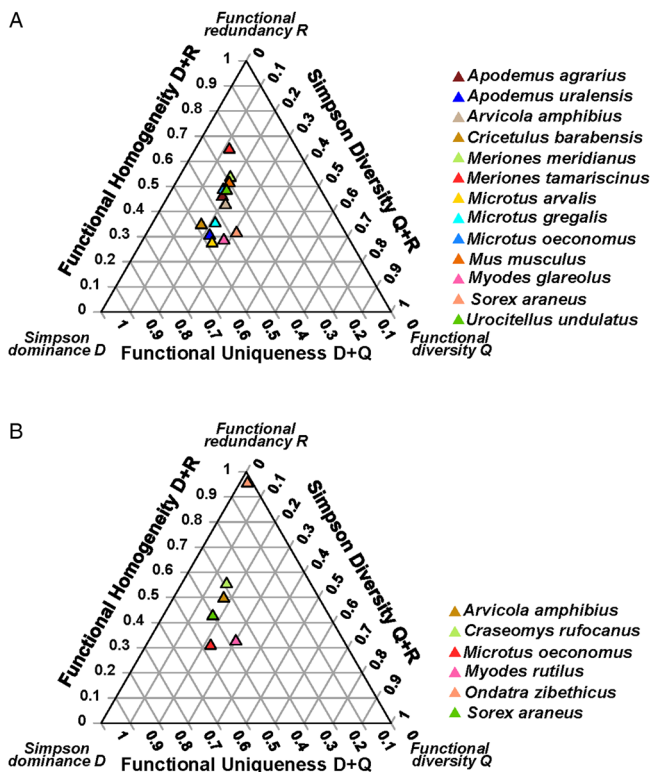 A
Functional
redundancy R
Functional Homogeneity D+R
Simpson Diversity Q+R
1
0.9
0.8
0.7
0.6
0.5
0.4
0.3
0.2
0.1
0
0
0.1
0.2
0.3
0.4
0.5
0.6
0.7
0.8
0.9
1
1
0.9
0.8
0.7
0.6
0.5
0.4
0.3
0.2
0.1
0
Simpson
dominance D
Functional Uniqueness D+Q
Functional
diversity Q
Apodemus agrarius
Apodemus uralensis
Arvicola amphibius
Cricetulus barabensis
Meriones meridianus
Meriones tamariscinus
Microtus arvalis
Microtus gregalis
Microtus oeconomus
Mus musculus
Myodes glareolus
Sorex araneus
Urocitellus undulatus
B
Functional
redundancy R
Functional Homogeneity D+R
Simpson Diversity Q+R
1
0.9
0.8
0.7
0.6
0.5
0.4
0.3
0.2
0.1
0
0
0.1
0.2
0.3
0.4
0.5
0.6
0.7
0.8
0.9
1
1
0.9
0.8
0.7
0.6
0.5
0.4
0.3
0.2
0.1
0
Simpson
dominance D
Functional Uniqueness D+Q
Functional
diversity Q
Arvicola amphibius
Craseomys rufocanus
Microtus oeconomus
Myodes rutilus
Ondatra zibethicus
Sorex araneus